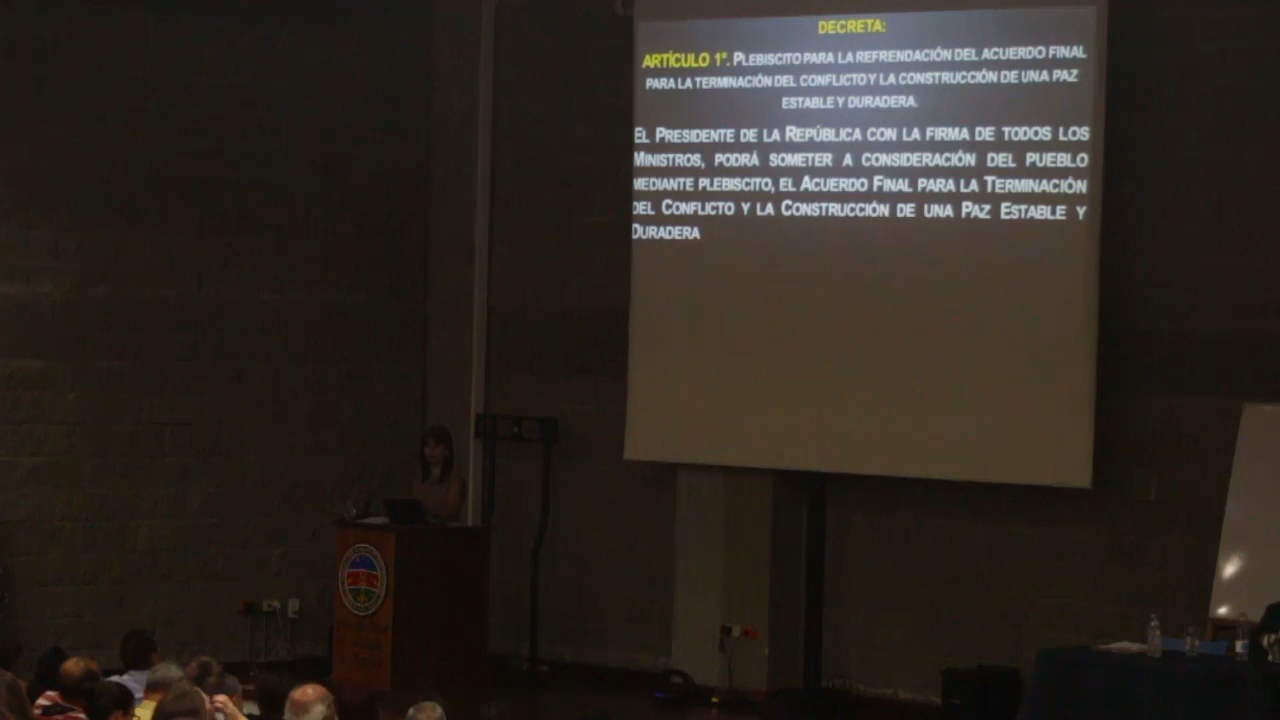 DECRETA:
ARTÍCULO 1°. PLEBISCITO PARA LA REFRENDACIÓN DEL ACUERDO FINAL
PARA LA TERMINACIÓN DEL CONFLICTO Y LA CONSTRUCCIÓN DE UNA PAZ
ESTABLE Y DURADERA.
EL PRESIDENTE DE LA REPÚBLICA CON LA FIRMA DE TODOS LOS
MINISTROS, PODRÁ SOMETER A CONSIDERACIÓN DEL PUEBLO
MEDIANTE PLEBISCITO, EL ACUERDO FINAL PARA LA TERMINACIÓN
DEL CONFLICTO Y LA CONSTRUCCIÓN DE UNA PAZ ESTABLE Y
DURADERA